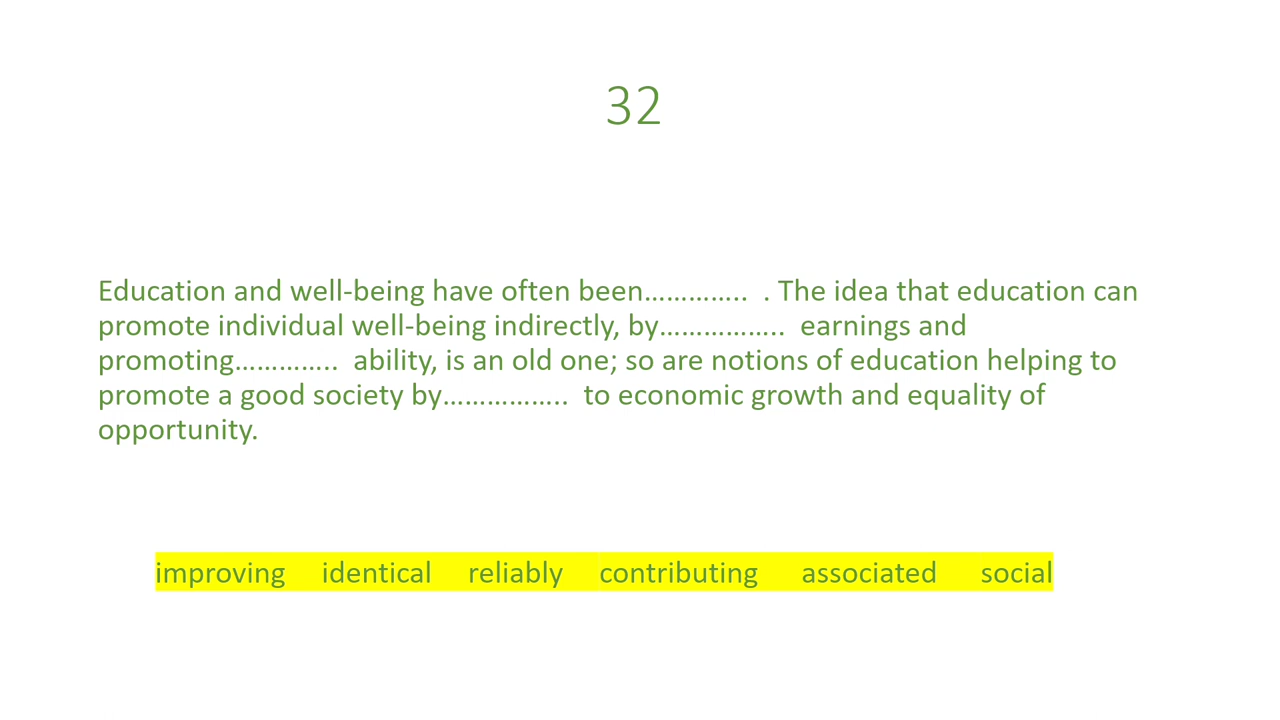 32
Education and well-being have often been………….. . The idea that education can
promote individual well-being indirectly, by…………….. earnings and
promoting………….. ability, is an old one; so are notions of education helping to
promote a good society by…………….. to economic growth and equality of
opportunity.
improving identical reliably contributing associated social